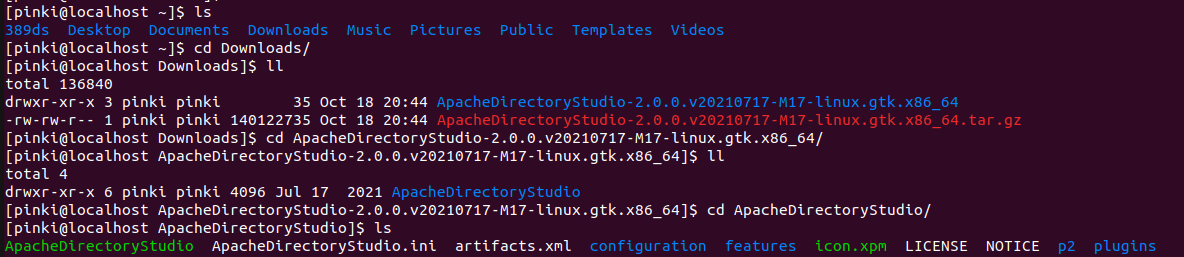 [pinki@localhost ~]$ ls
389ds Desktop Documents Downloads Music Pictures Public Templates Videos
[pinki@localhost ~]$ cd Downloads/
[pinki@localhost Downloads]$ ll
total 136840
drwxr-xr-x 3 pinki pinki 35 Oct 18 20:44 ApacheDirectoryStudio-2.0.0.v20210717-M17-linux.gtk.x86_64
-rw-rw-r-- 1 pinki pinki 140122735 Oct 18 20:44 ApacheDirectoryStudio-2.0.0.v20210717-M17-linux.gtk.x86_64.tar.gz
[pinki@localhost Downloads]$ cd ApacheDirectoryStudio-2.0.0.v20210717-M17-linux.gtk.x86_64/
[pinki@localhost ApacheDirectoryStudio-2.0.0.v20210717-M17-linux.gtk.x86_64]$ ll
total 4
drwxr-xr-x 6 pinki pinki 4096 Jul 17 2021 ApacheDirectoryStudio
[pinki@localhost ApacheDirectoryStudio-2.0.0.v20210717-M17-linux.gtk.x86_64]$ cd ApacheDirectoryStudio/
[pinki@localhost ApacheDirectoryStudio]$ ls
ApacheDirectoryStudio ApacheDirectoryStudio.ini artifacts.xml configuration features icon.xpm LICENSE NOTICE p2 plugins